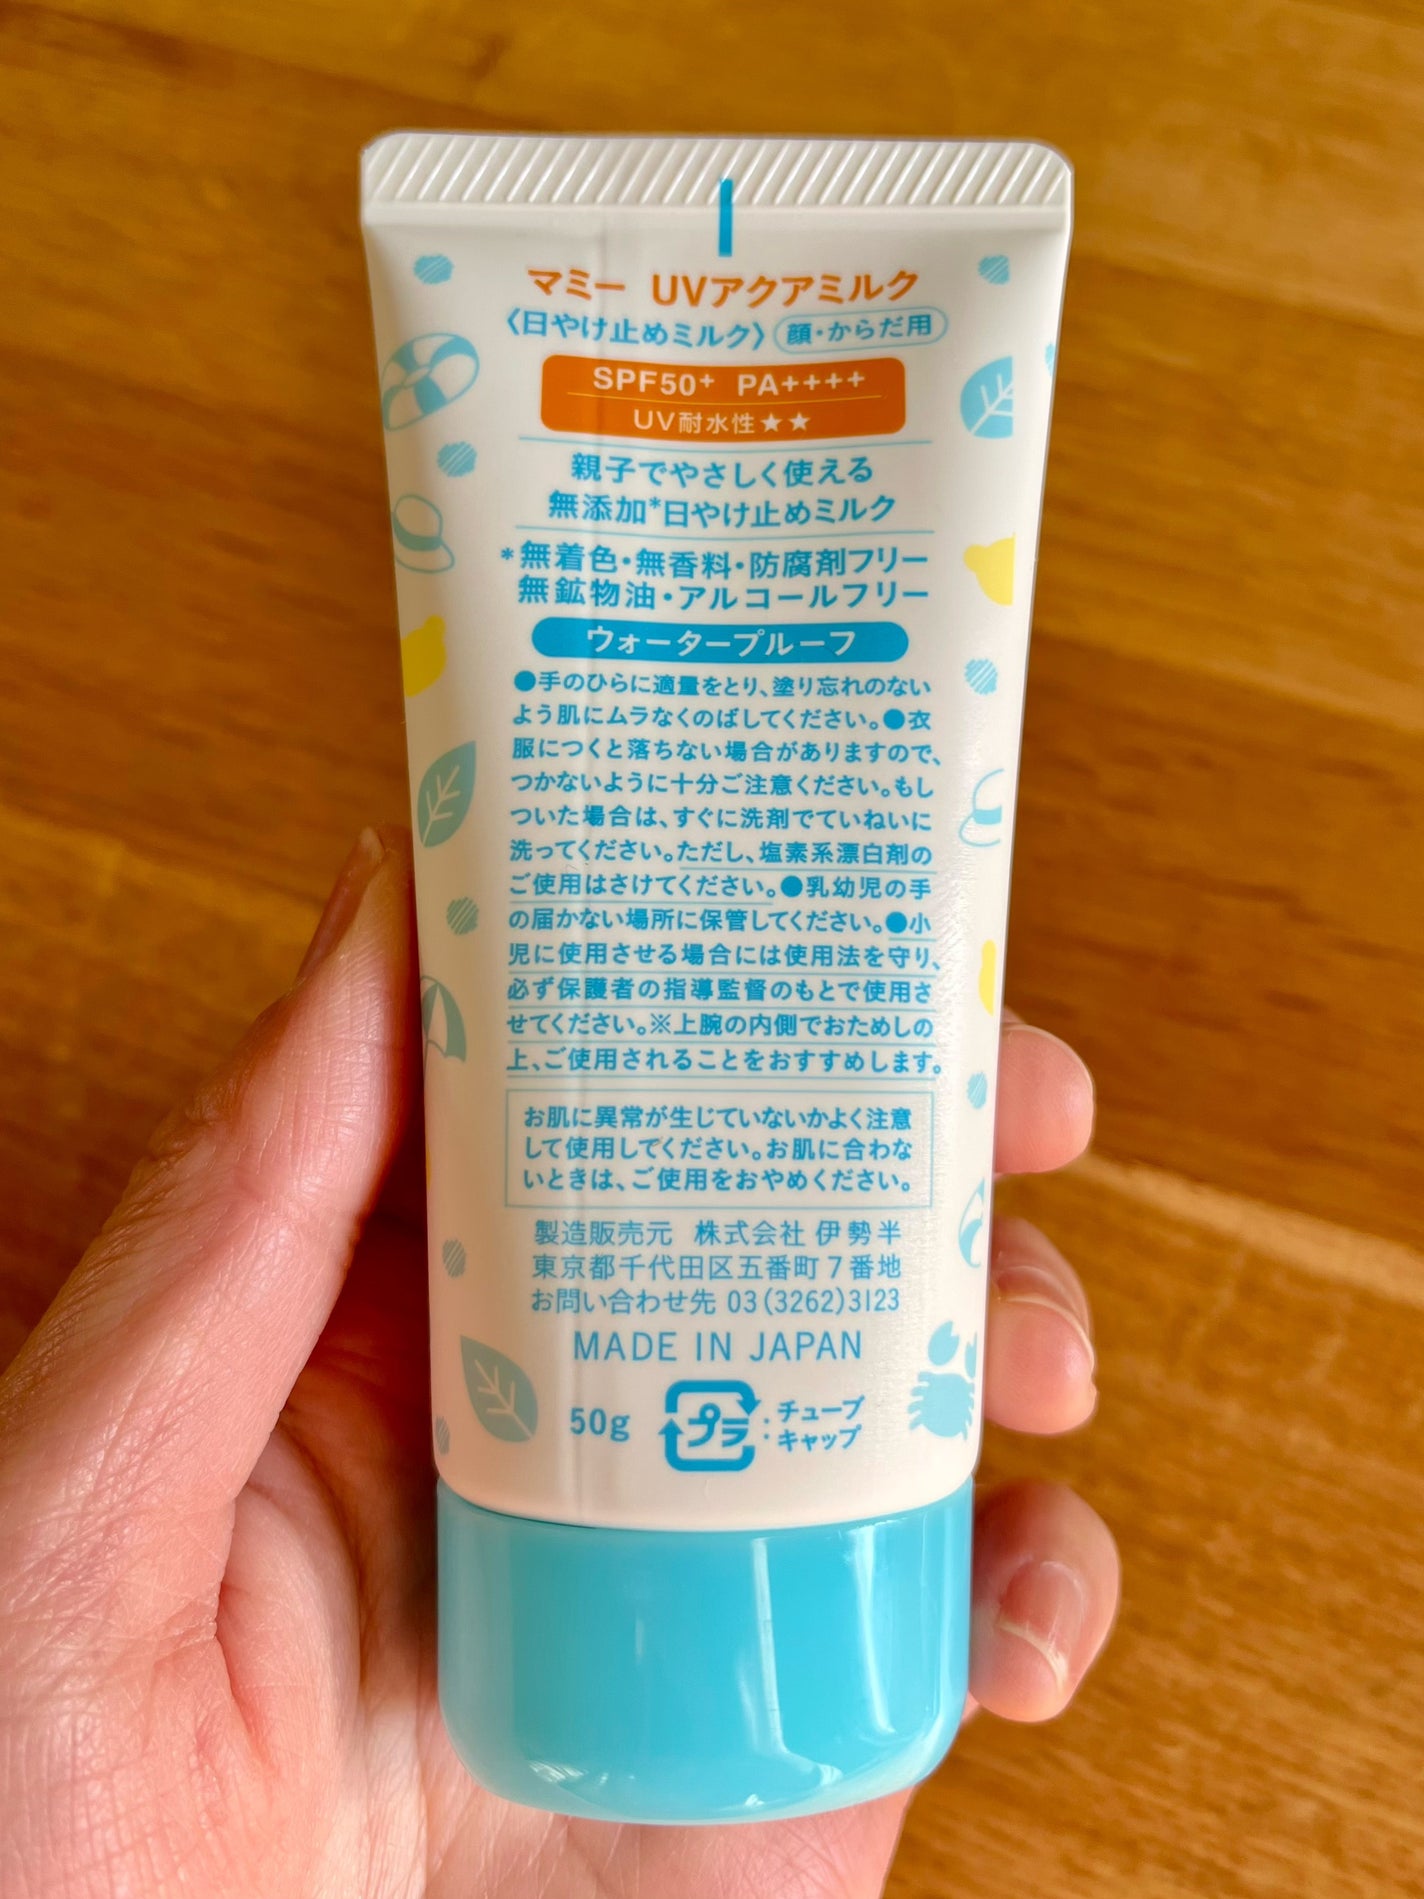 マミー UVアクアミルク
〈日やけ止めミルク〉 顔・からだ用
SPF50+ PA++++
UV耐水性★★
親子でやさしく使える
無添加*日やけ止めミルク
*無着色・無香料・防腐剤フリー
無鉱物油・アルコールフリー
ウォータープルーフ
●手のひらに適量をとり、塗り忘れのない
よう肌にムラなくのばしてください。●衣
服につくと落ちない場合がありますので、
つかないように十分ご注意ください。もし
ついた場合は、すぐに洗剤でていねいに
洗ってください。ただし、塩素系漂白剤の
ご使用はさけてください。●乳幼児の手
の届かない場所に保管してください。●小
児に使用させる場合には使用法を守り、
必ず保護者の指導監督のもとで使用さ
せてください。※上腕の内側でおためしの
上、ご使用されることをおすすめします。
お肌に異常が生じていないかよく注意
して使用してください。お肌に合わな
いときは、ご使用をおやめください。
製造販売元 株式会社 伊勢半
東京都千代田区五番町7番地
お問い合わせ先 03(3262)3123
MADE IN JAPAN
50g プラ : チューブ
: キャップ